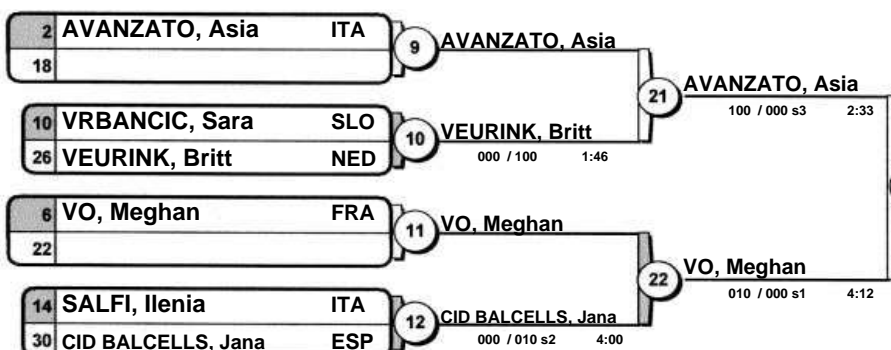 2 AVANZATO, Asia ITA
18
9 AVANZATO, Asia
10 VRBANCIC, Sara SLO
26 VEURINK, Britt NED
10 VEURINK, Britt
000 / 100 1:46
21 AVANZATO, Asia
100 / 000 s3 2:33
6 VO, Meghan FRA
22
11 VO, Meghan
14 SALFI, Ilenia ITA
30 CID BALCELLS, Jana ESP
12 CID BALCELLS, Jana
000 / 010 s2 4:00
22 VO, Meghan
010 / 000 s1 4:12